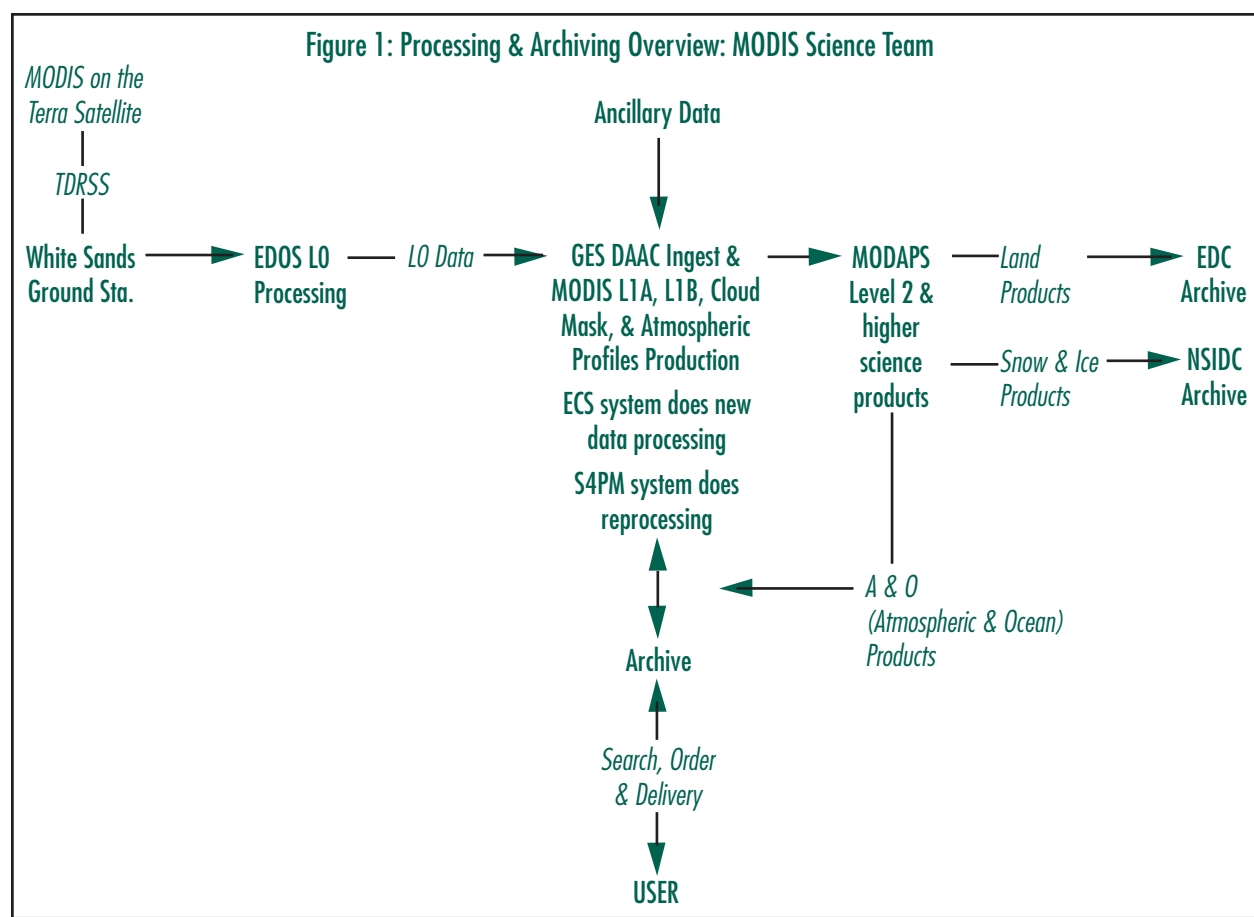 Figure 1: Processing & Archiving Overview: MODIS Science Team
MODIS on the
Terra Satellite
TDRSS
White Sands
Ground Sta.
EDOS L0
Processing
L0 Data
Ancillary Data
GES DAAC Ingest &
MODIS L1A, L1B, Cloud
Mask, & Atmospheric
Profiles Production
ECS system does new
data processing
S4PM system does
reprocessing
MODAPS
Level 2 &
higher
science
products
Land
Products
EDC
Archive
Snow & Ice
Products
NSIDC
Archive
A & O
(Atmospheric & Ocean)
Products
Archive
Search, Order
& Delivery
USER